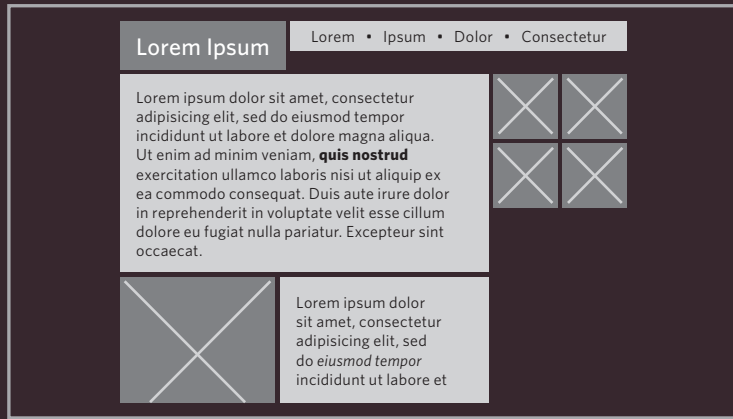 Lorem Ipsum
Lorem • Ipsum • Dolor • Consectetur
Lorem ipsum dolor sit amet, consectetur
adipisicing elit, sed do eiusmod tempor
incididunt ut labore et dolore magna aliqua.
Ut enim ad minim veniam, quis nostrud
exercitation ullamco laboris nisi ut aliquip ex
ea commodo consequat. Duis aute irure dolor
in reprehenderit in voluptate velit esse cillum
dolore eu fugiat nulla pariatur. Excepteur sint
occaecat.
Lorem ipsum dolor
sit amet, consectetur
adipisicing elit, sed
do eiusmod tempor
incididunt ut labore et